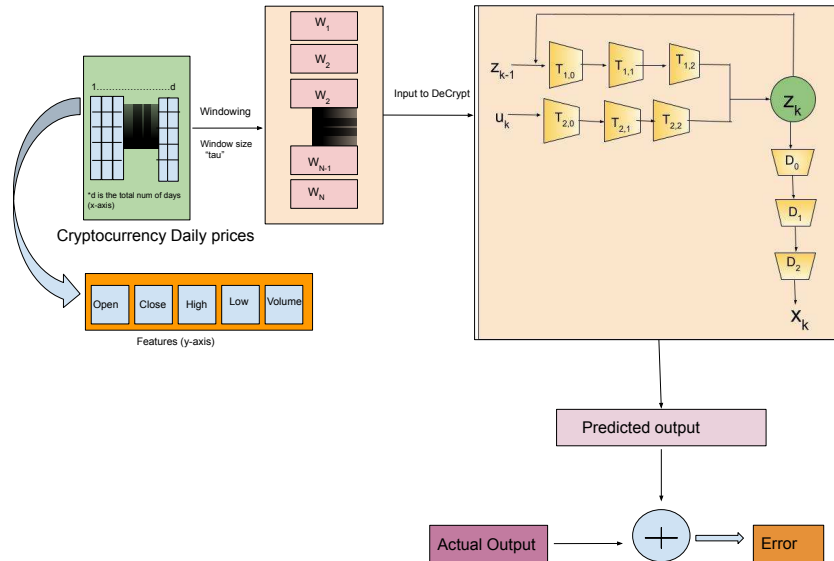 1.......................d
*d is the total num of days
(x-axis)
Cryptocurrency Daily prices
Open
Close
High
Low
Volume
Features (y-axis)
Windowing
Window size
"tau"
W1
W2
W2
WN-1
WN
Input to DeCrypt
zk-1
T1,0
T1,1
T1,2
uk
T2,0
T2,1
T2,2
zk
D0
D1
D2
xk
Predicted output
Actual Output
+
Error